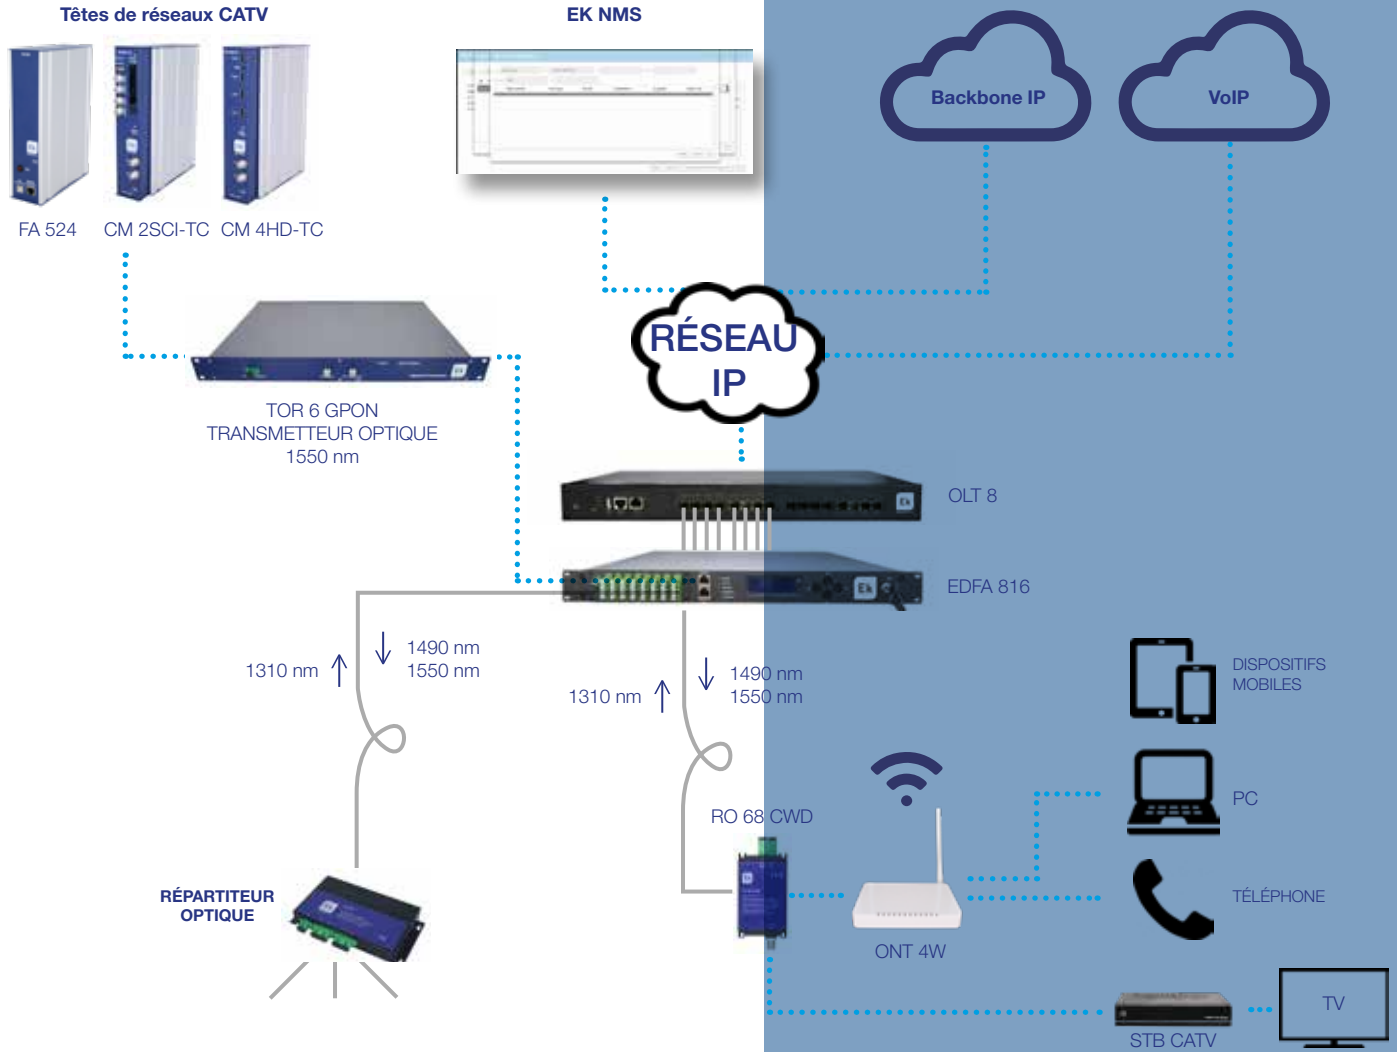 Têtes de réseaux CATV
EK NMS
Backbone IP
VoIP
FA 524
CM 2SCI-TC
CM 4HD-TC
RÉSEAU
IP
TOR 6 GPON
TRANSMETTEUR OPTIQUE
1550 nm
OLT 8
Ek
EDFA 816
Ek
1310 nm
1490 nm
1550 nm
1310 nm
1490 nm
1550 nm
DISPOSITIFS
MOBILES
PC
RO 68 CWD
RÉPARTITEUR
OPTIQUE
TÉLÉPHONE
ONT 4W
TV
STB CATV